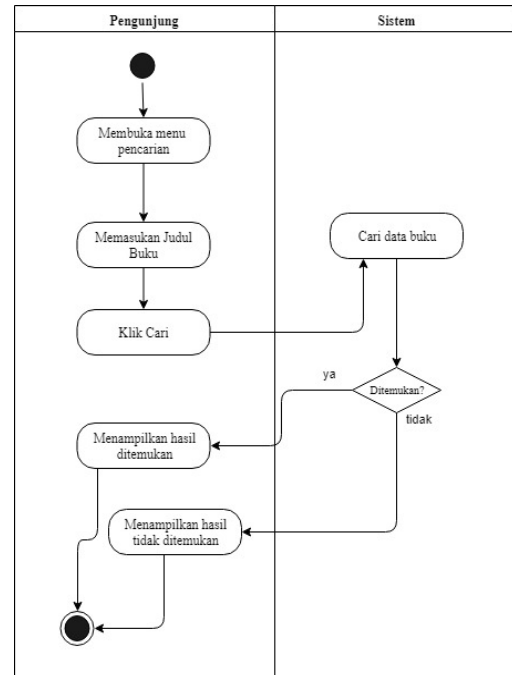 Pengunjung
Sistem
Membuka menu
pencarian
Memasukan Judul
Buku
Cari data buku
Klik Cari
ya
Ditemukan?
tidak
Menampilkan hasil
ditemukan
Menampilkan hasil
tidak ditemukan